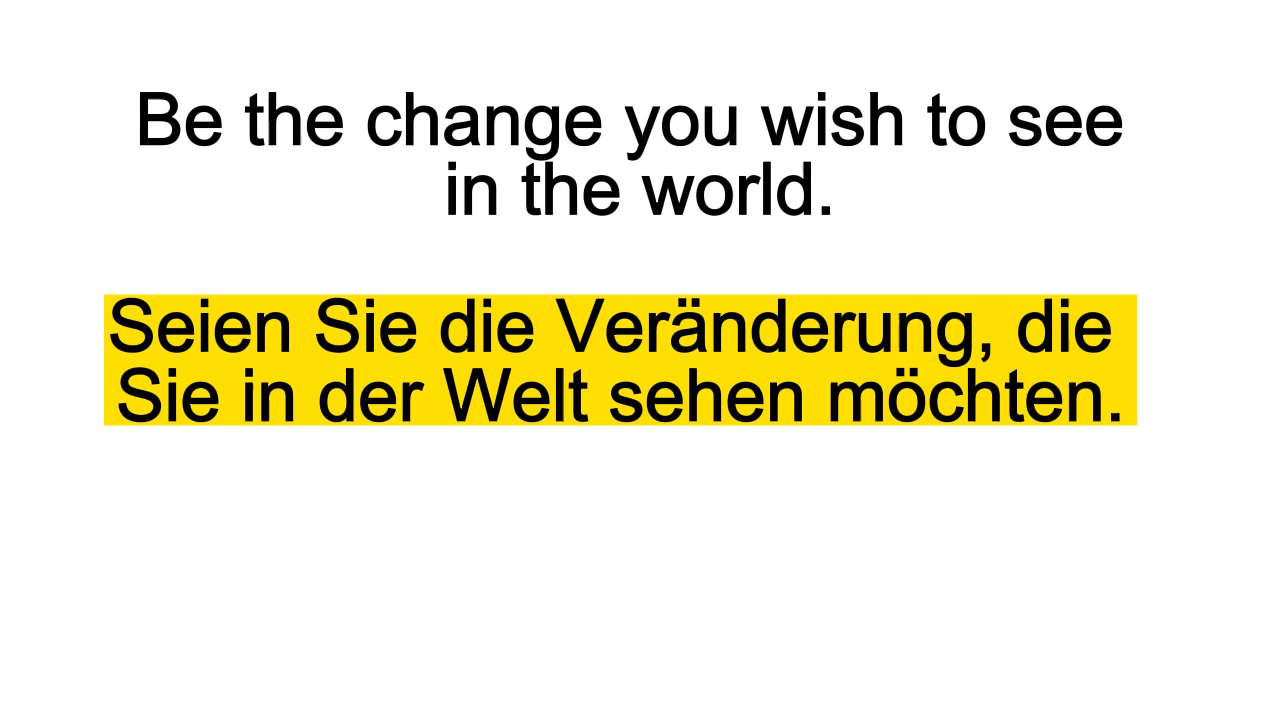 Be the change you wish to see
in the world.
Seien Sie die Veränderung, die
Sie in der Welt sehen möchten.